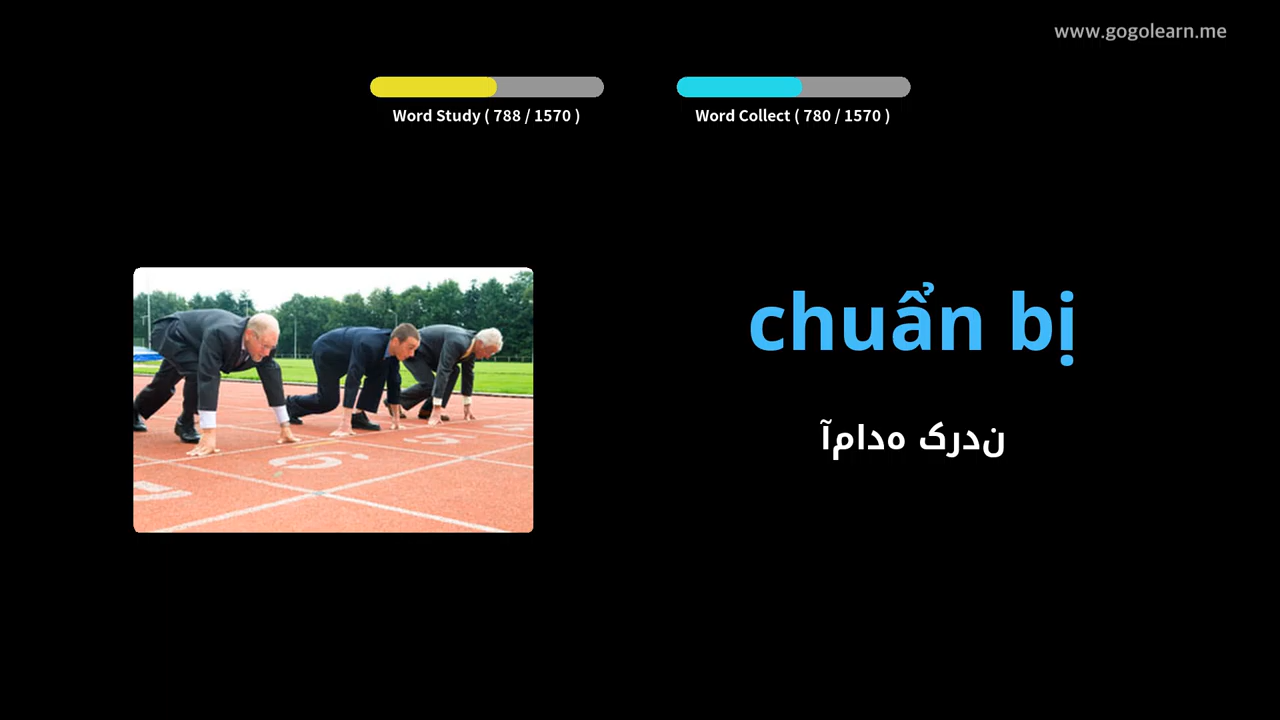 www.gogolearn.me
Word Study ( 788 / 1570 )
Word Collect ( 780 / 1570 )
chuẩn bị
آماده کردن